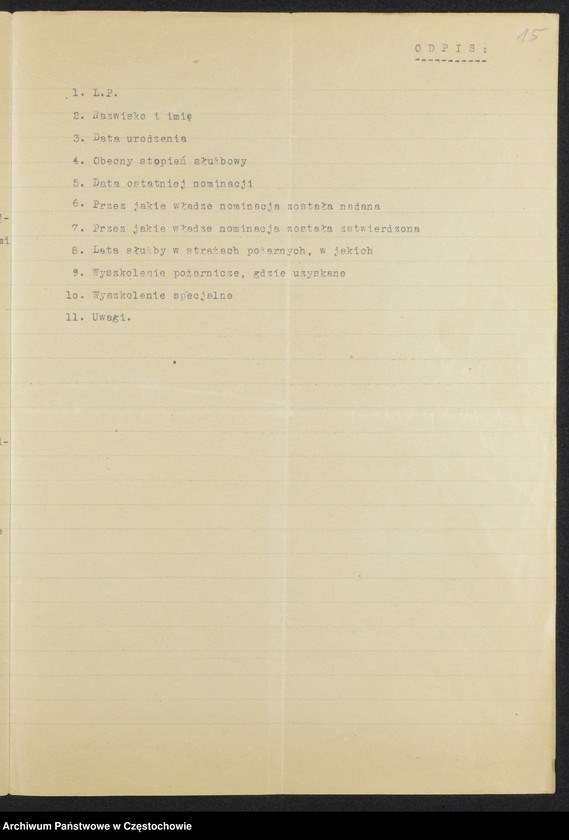 15
O D P I S :
1. L.P.
2. Nazwisko i imię
3. Data urodzenia
4. Obecny stopień służbowy
5. Data ostatniej nominacji
6. Przez jakie władze nominacja została nadana
7. Przez jakie władze nominacja została zatwierdzona
8. Lata służby w strażach pożarnych, w jakich
9. Wyszkolenie pożarnicze, gdzie uzyskane
lo. Wyszkolenie specjalne
11. Uwagi.
Archiwum Państwowe w Częstochowie